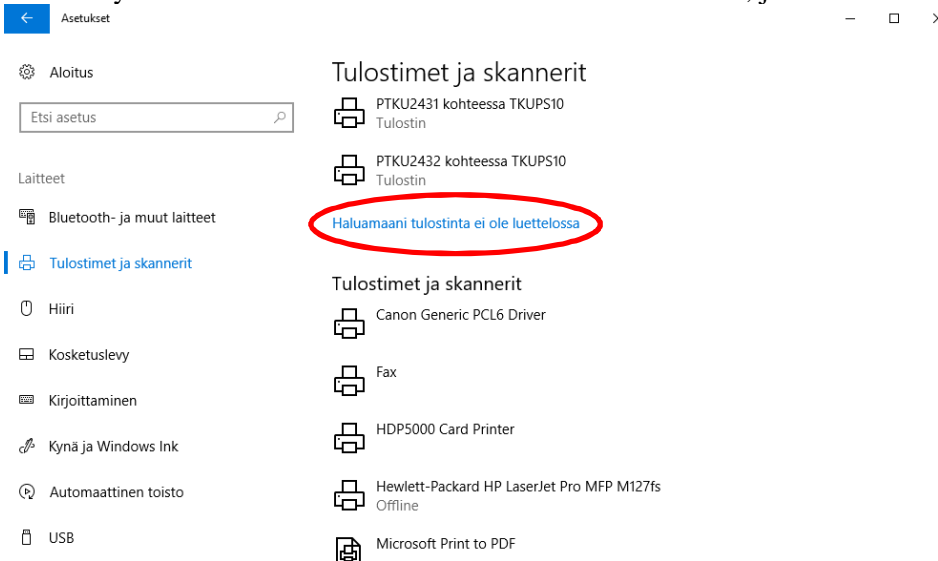 Asetukset
Aloitus
Etsi asetus
Laitteet
Bluetooth- ja muut laitteet
Tulostimet ja skannerit
Hiiri
Kosketuslevy
Kirjoittaminen
Kynä ja Windows Ink
Automaattinen toisto
USB
Tulostimet ja skannerit
PTKU2431 kohteessa TKUPS10
Tulostin
PTKU2432 kohteessa TKUPS10
Tulostin
Haluamaani tulostinta ei ole luettelossa
Tulostimet ja skannerit
Canon Generic PCL6 Driver
Fax
HDP5000 Card Printer
Hewlett-Packard HP LaserJet Pro MFP M127fs
Offline
Microsoft Print to PDF